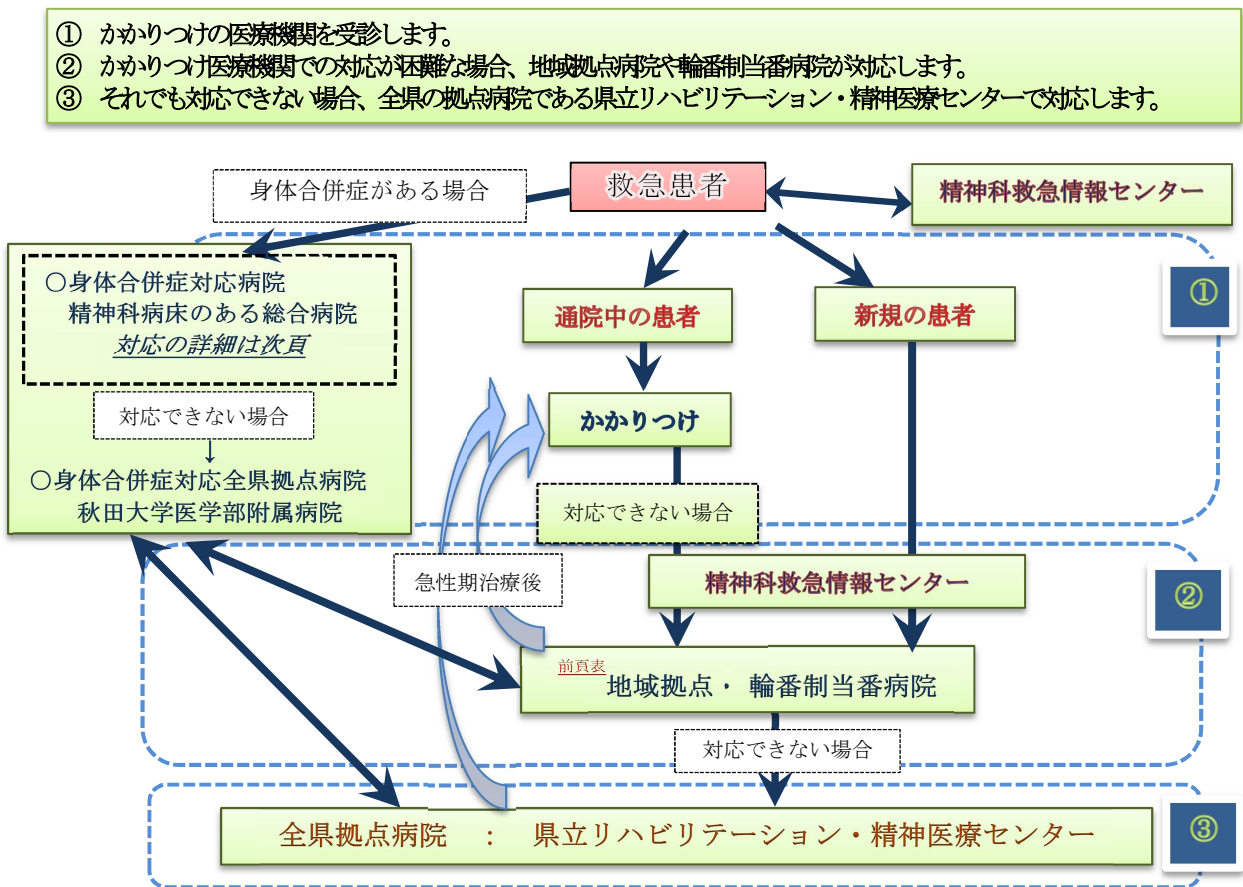 ① かかりつけの医療機関を受診します。
② かかりつけ医療機関での対応が困難な場合、地域拠点病院や輪番制当番病院が対応します。
③ それでも対応できない場合、全県の拠点病院である県立リハビリテーション・精神医療センターで対応します。
身体合併症がある場合
救急患者
精神科救急情報センター
○身体合併症対応病院
精神科病床のある総合病院
対応の詳細は次頁
対応できない場合
↓
○身体合併症対応全県拠点病院
秋田大学医学部附属病院
通院中の患者
新規の患者
①
かかりつけ
対応できない場合
急性期治療後
精神科救急情報センター
②
前頁表
地域拠点・ 輪番制当番病院
対応できない場合
全県拠点病院 : 県立リハビリテーション・精神医療センター
③